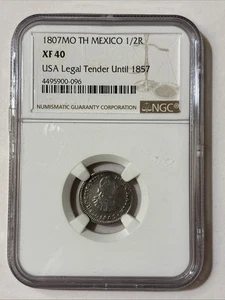 1807MO TH MEXICO 1/2R
XF 40
USA Legal Tender Until 1857
4495900-096
NUMISMATIC GUARANTY CORPORATION
NGC